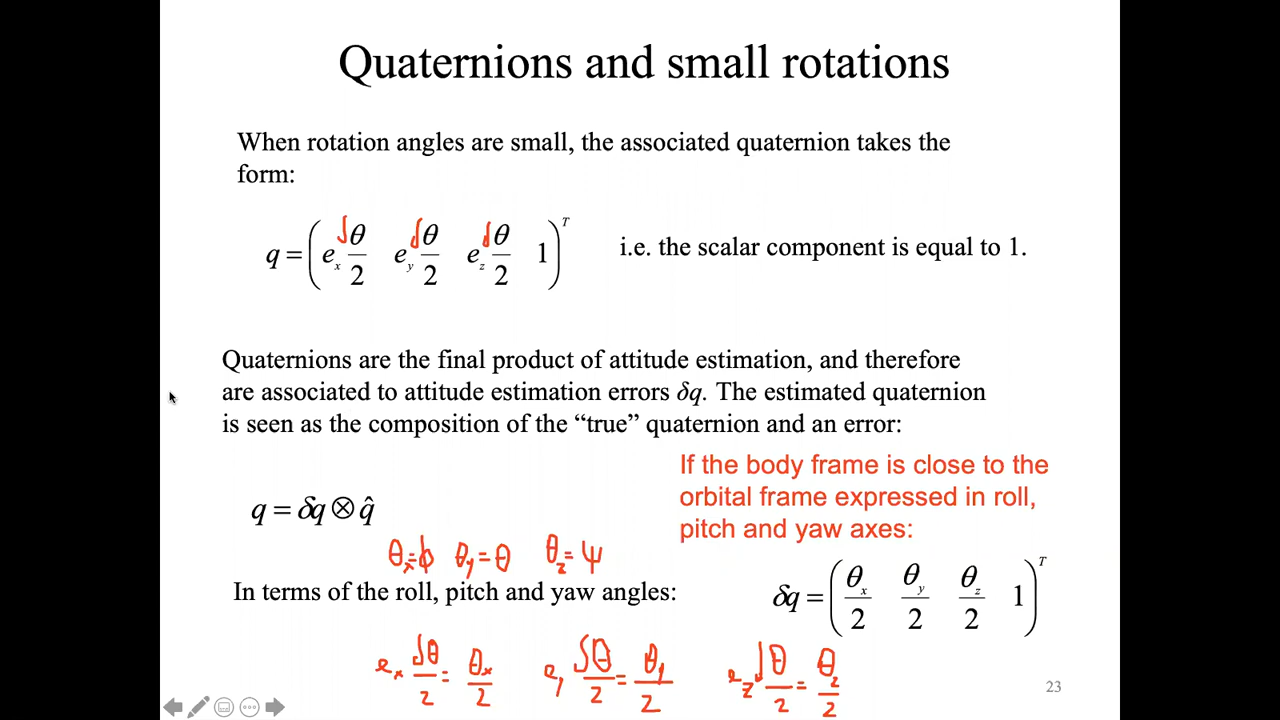 Quaternions and small rotations
When rotation angles are small, the associated quaternion takes the
form:
q = ( e_x δθ/2 e_y δθ/2 e_z δθ/2 1 )^T i.e. the scalar component is equal to 1.
Quaternions are the final product of attitude estimation, and therefore
are associated to attitude estimation errors δq. The estimated quaternion
is seen as the composition of the “true” quaternion and an error:
If the body frame is close to the
orbital frame expressed in roll,
pitch and yaw axes:
q = δq ⊗ q̂
θ_x = ϕ θ_y = θ θ_z = ψ
In terms of the roll, pitch and yaw angles:
δq = ( θ_x/2 θ_y/2 θ_z/2 1 )^T
e_x δθ/2 = θ_x/2 e_y δθ/2 = θ_y/2 e_z δθ/2 = θ_z/2
23